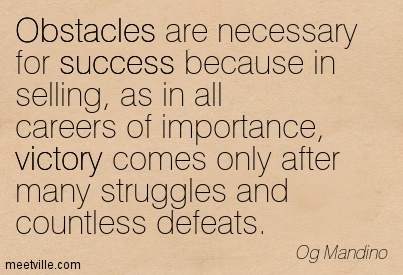 Obstacles are necessary
for success because in
selling, as in all
careers of importance,
victory comes only after
many struggles and
countless defeats.
Og Mandino
meetville.com